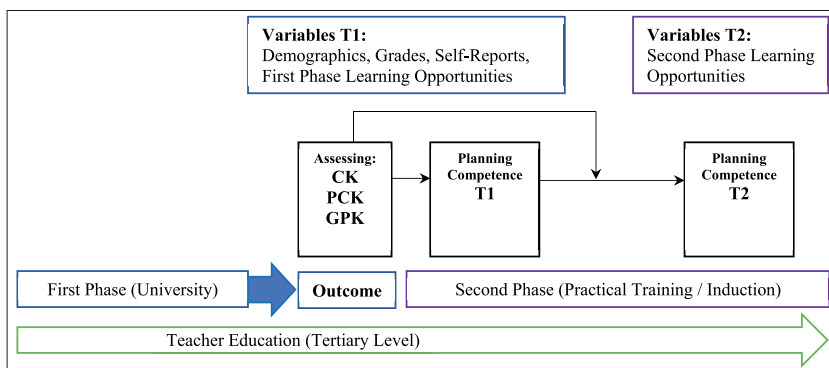 Variables T1:
Demographics, Grades, Self-Reports,
First Phase Learning Opportunities
Variables T2:
Second Phase Learning
Opportunities
Assessing:
CK
PCK
GPK
Planning
Competence
T1
Planning
Competence
T2
First Phase (University)
Outcome
Second Phase (Practical Training / Induction)
Teacher Education (Tertiary Level)